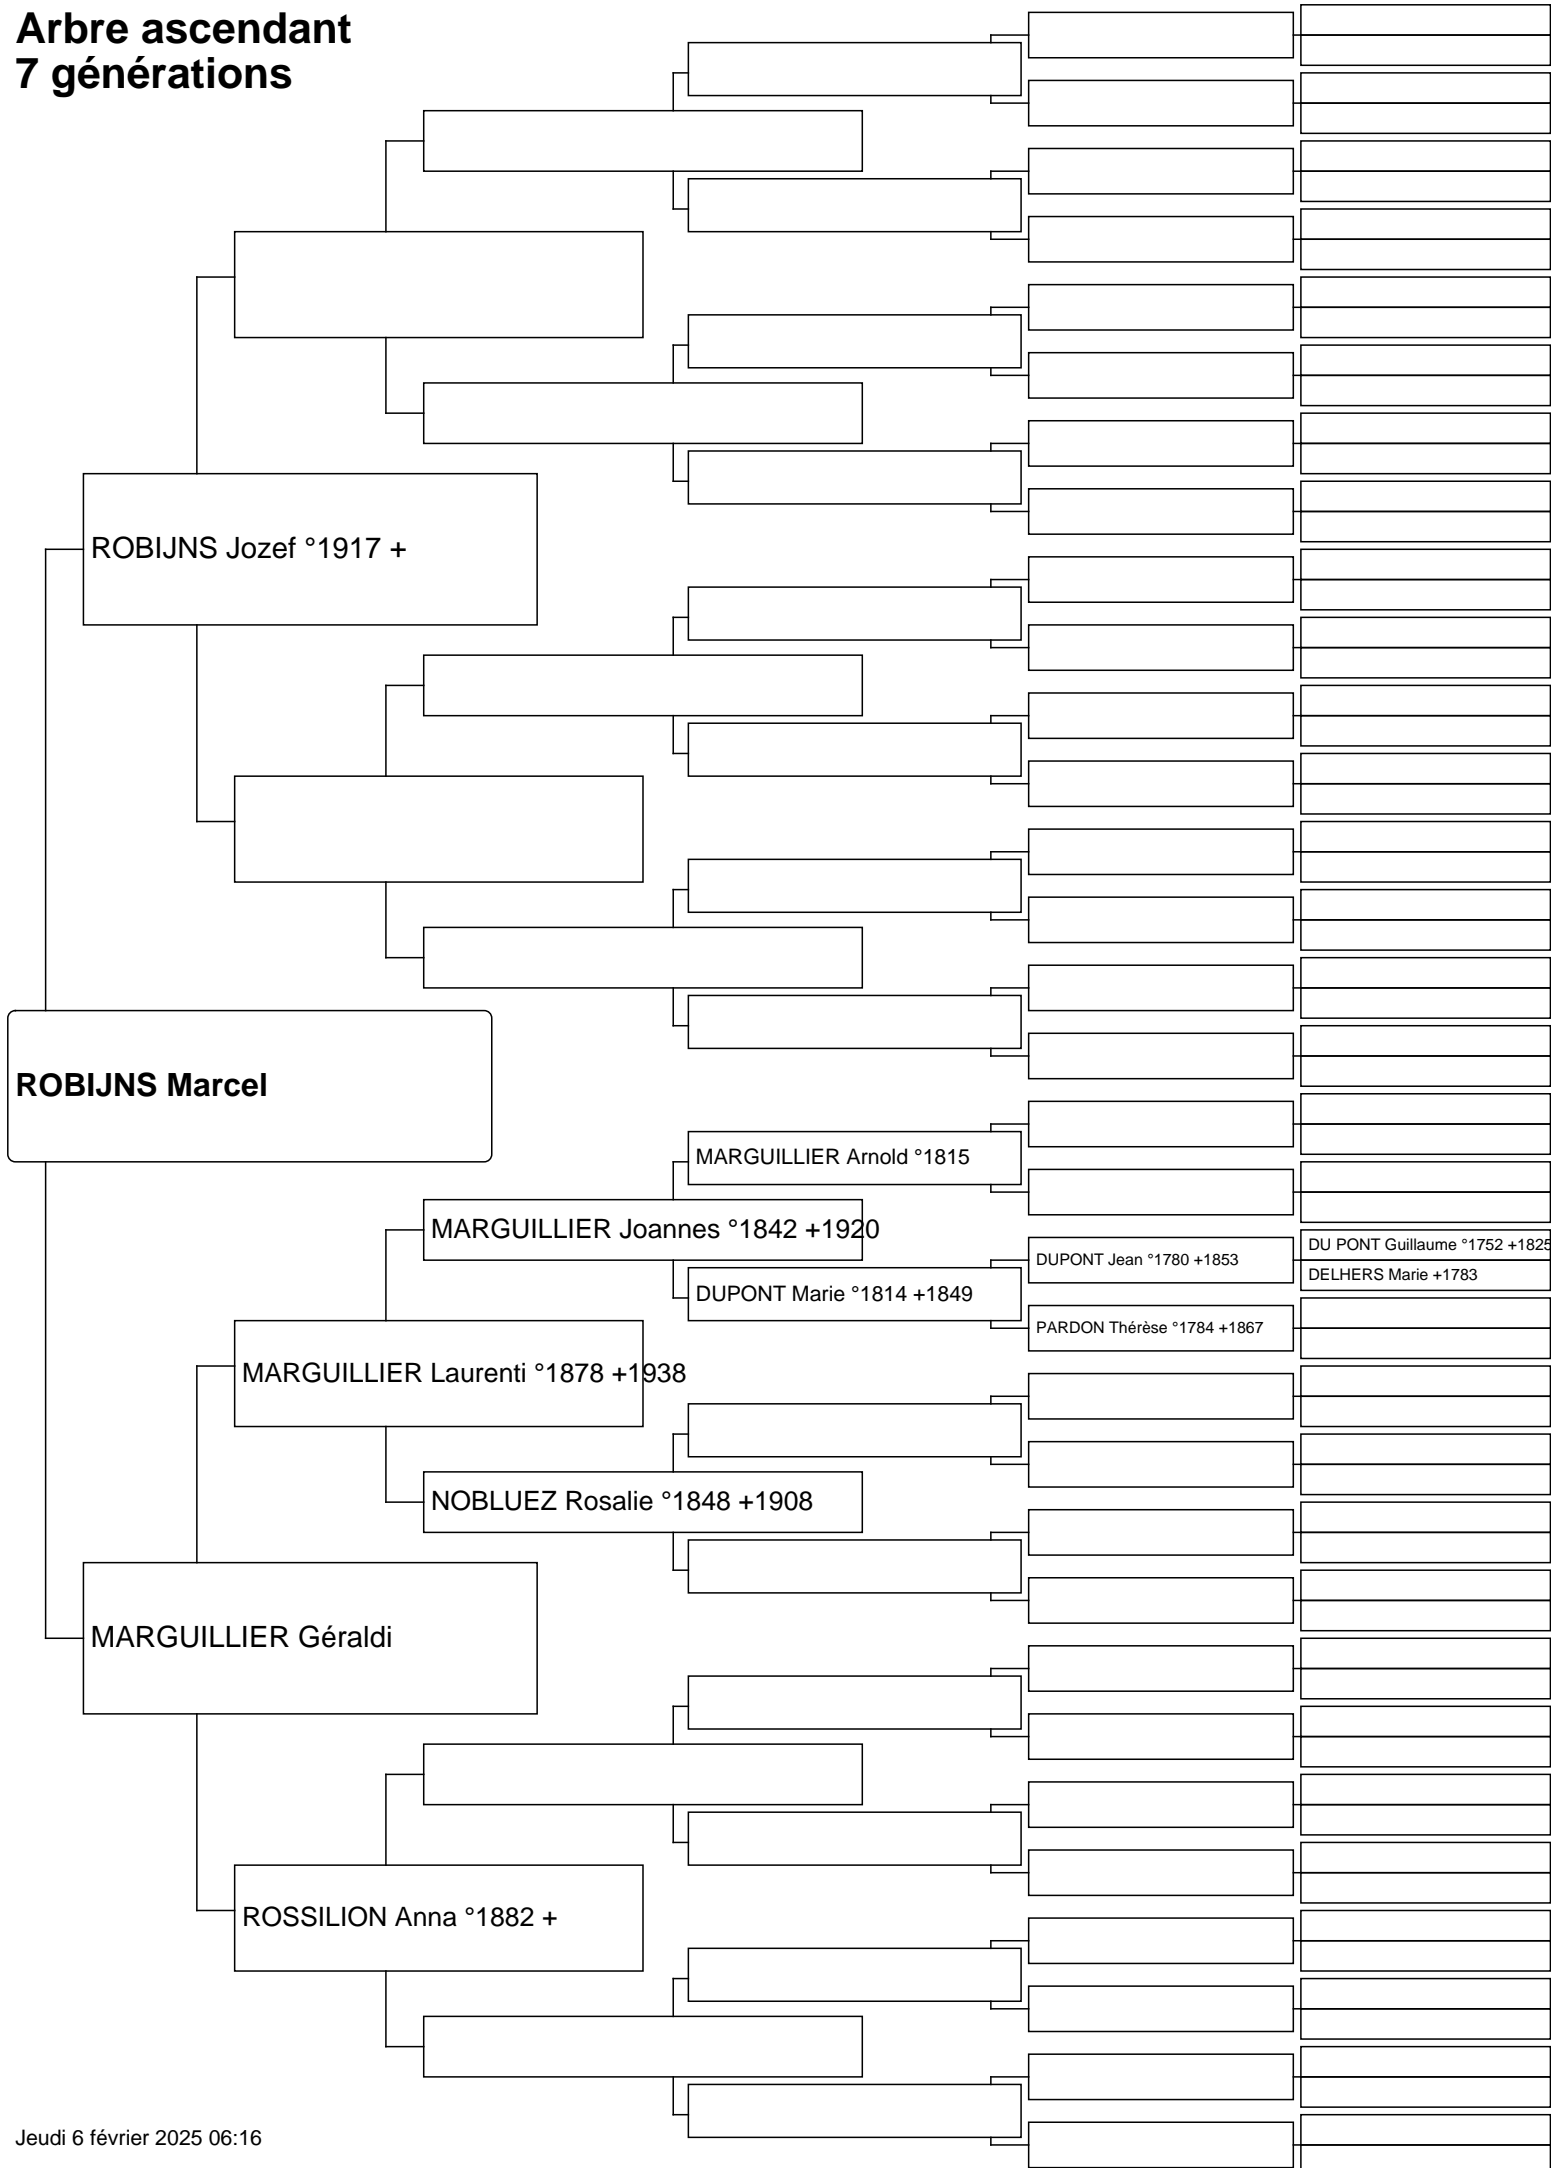 Arbre ascendant
7 générations
ROBIJNS Jozef °1917 +
ROBIJNS Marcel
MARGUILLIER Arnold °1815
MARGUILLIER Joannes °1842 +1920
DU PONT Guillaume °1752 +1825
DUPONT Jean °1780 +1853
DELHERS Marie +1783
DUPONT Marie °1814 +1849
PARDON Thérèse °1784 +1867
MARGUILLIER Laurenti °1878 +1938
NOBLUEZ Rosalie °1848 +1908
MARGUILLIER Géraldi
ROSSILION Anna °1882 +
Jeudi 6 février 2025 06:16